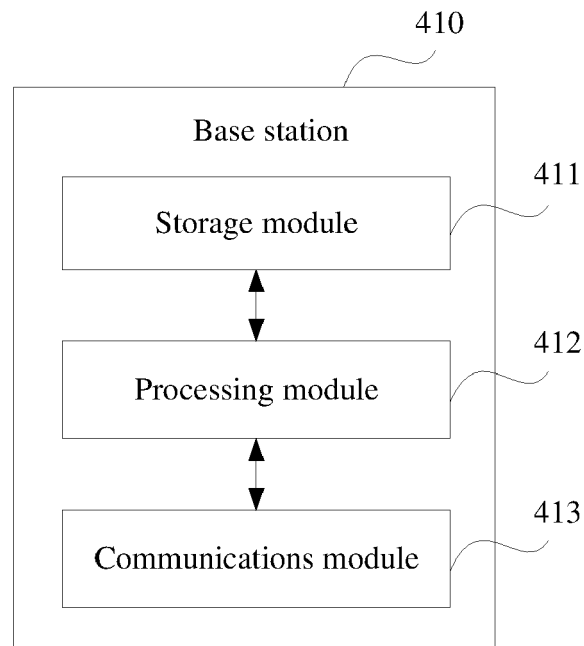 410
Base station
411
Storage module
412
Processing module
413
Communications module